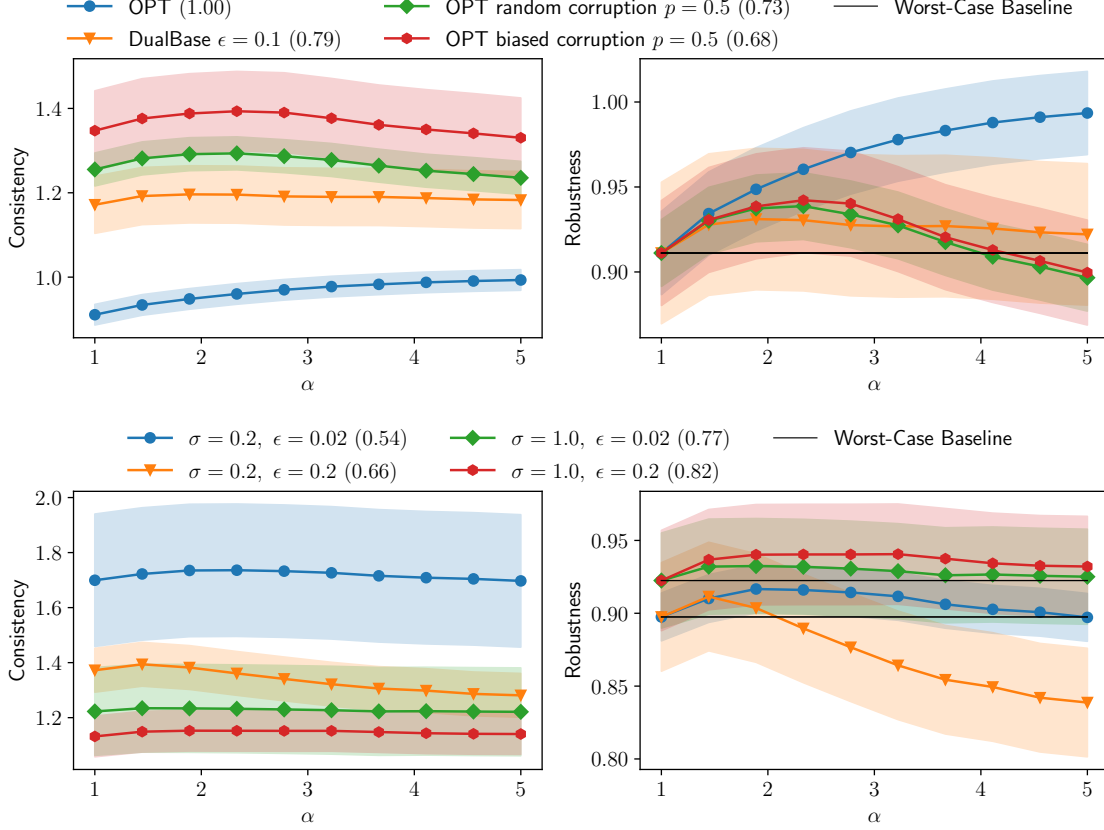 OPT (1.00)
OPT random corruption p = 0.5 (0.73)
Worst-Case Baseline
DualBase ϵ = 0.1 (0.79)
OPT biased corruption p = 0.5 (0.68)
1.4
1.2
1.0
Consistency
1 2 3 4 5
α
1.00
0.95
0.90
Robustness
1 2 3 4 5
α
σ = 0.2, ϵ = 0.02 (0.54)
σ = 1.0, ϵ = 0.02 (0.77)
Worst-Case Baseline
σ = 0.2, ϵ = 0.2 (0.66)
σ = 1.0, ϵ = 0.2 (0.82)
2.0
1.8
1.6
1.4
1.2
Consistency
1 2 3 4 5
α
0.95
0.90
0.85
0.80
Robustness
1 2 3 4 5
α